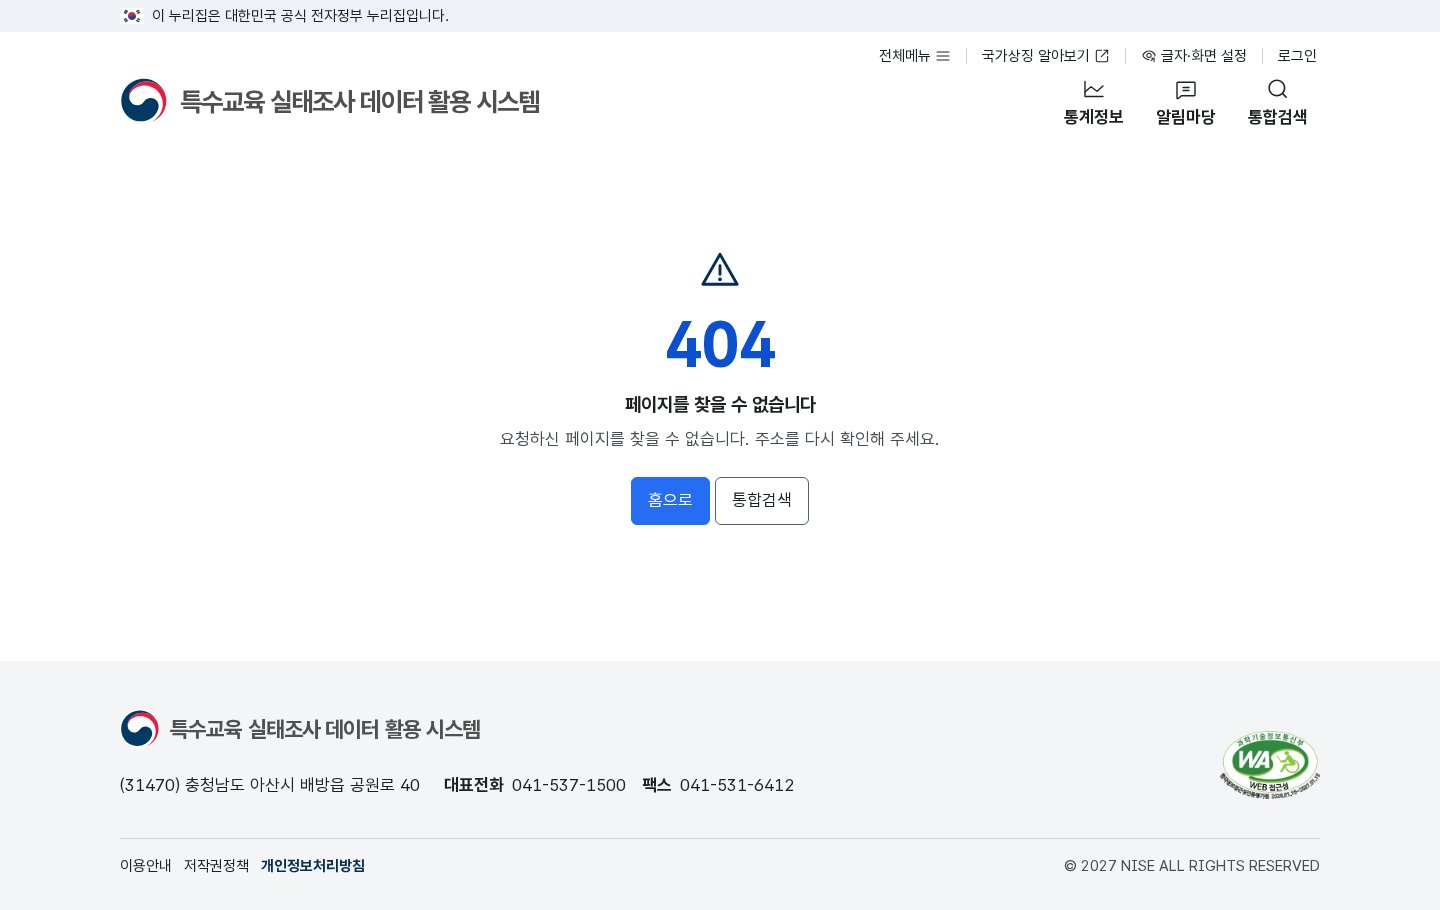 이 누리집은 대한민국 공식 전자정부 누리집입니다.
전체메뉴
국가상징 알아보기
글자·화면 설정
로그인
특수교육 실태조사 데이터 활용 시스템
통계정보
알림마당
통합검색
404
페이지를 찾을 수 없습니다
요청하신 페이지를 찾을 수 없습니다. 주소를 다시 확인해 주세요.
홈으로
통합검색
특수교육 실태조사 데이터 활용 시스템
(31470) 충청남도 아산시 배방읍 공원로 40 대표전화 041-537-1500 팩스 041-531-6412
과학기술정보통신부
WA
WEB 접근성
이용안내 저작권정책 개인정보처리방침
© 2027 NISE ALL RIGHTS RESERVED